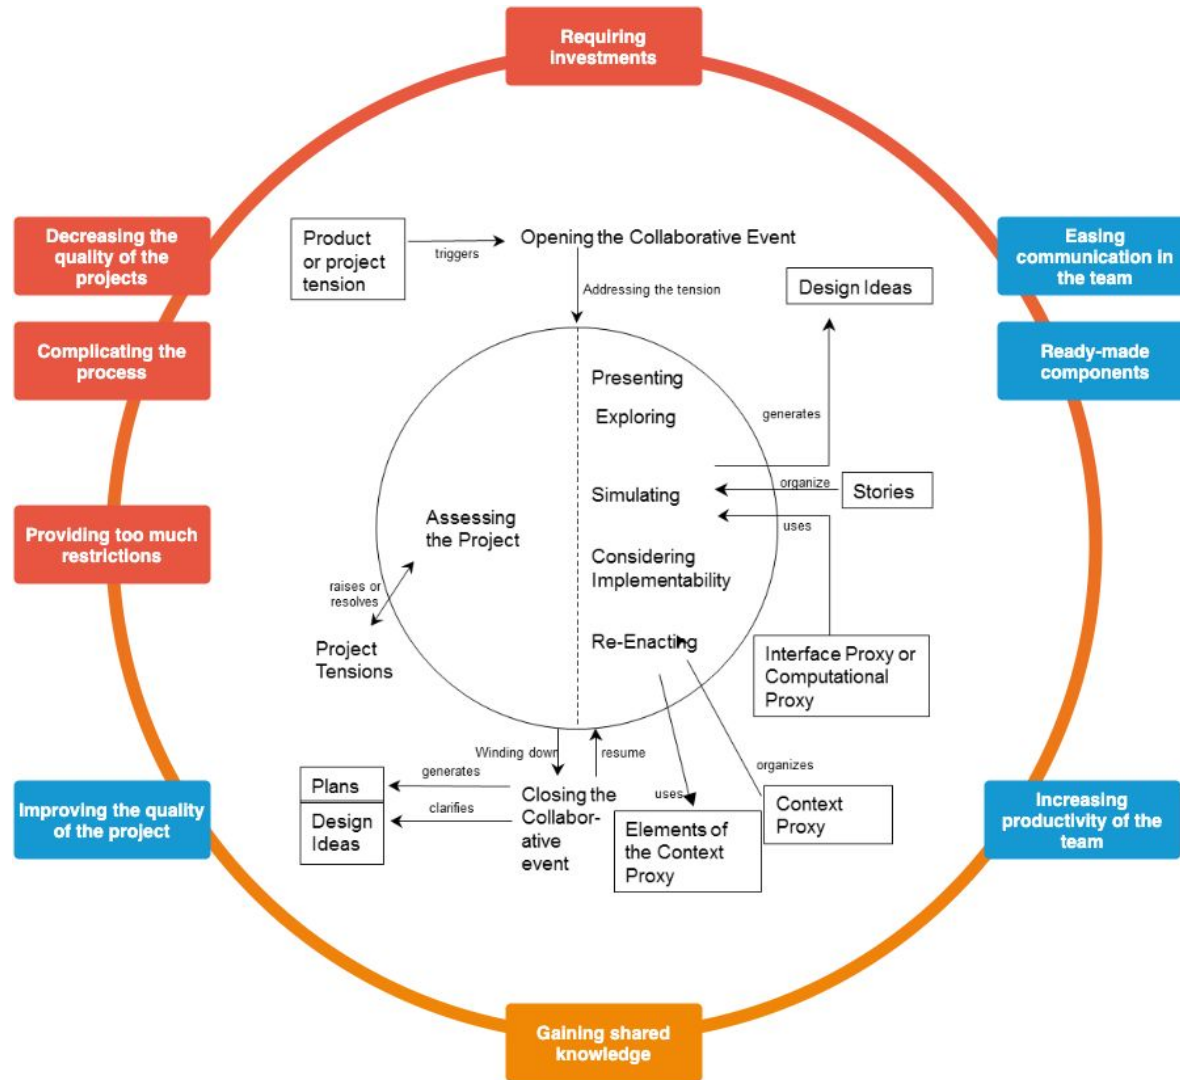 Requiring
investments
Decreasing the
quality of the
projects
Product
or project
tension
triggers
Opening the Collaborative Event
Easing
communication in
the team
Addressing the tension
Design Ideas
Complicating the
process
Ready-made
components
Presenting
Exploring
generates
Simulating
organize
Stories
uses
Assessing
the Project
Providing too much
restrictions
Considering
Implementability
raises or
resolves
Project
Tensions
Re-Enacting
Interface Proxy or
Computational
Proxy
Winding down
resume
generates
organizes
Plans
clarifies
Design
Ideas
Closing the
Collabor-
ative
event
uses
Elements of
the Context
Proxy
Context
Proxy
Improving the quality
of the project
Increasing
productivity of the
team
Gaining shared
knowledge